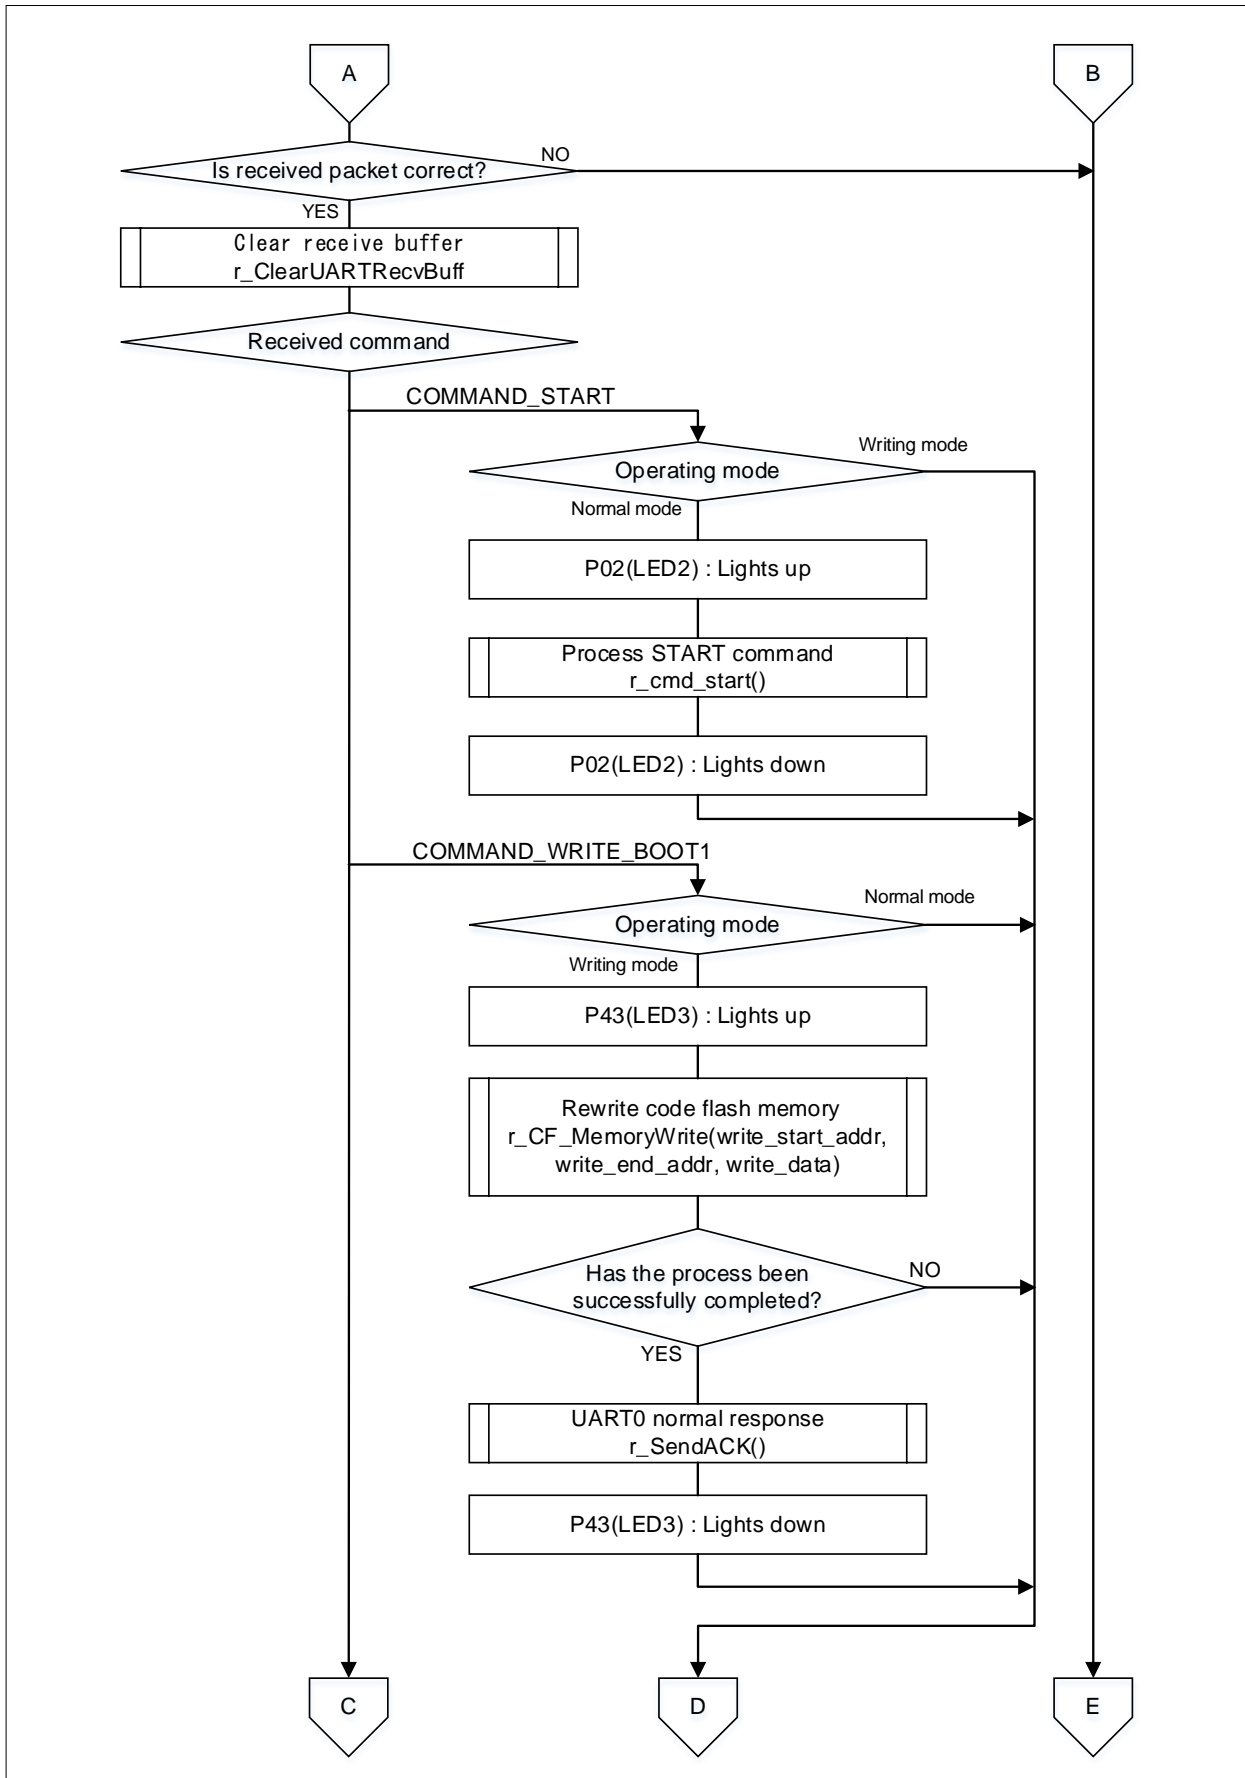 A
B
Is received packet correct?
NO
YES
Clear receive buffer
r_ClearUARTRecvBuff
Received command
COMMAND_START
Writing mode
Operating mode
Normal mode
P02(LED2) : Lights up
Process START command
r_cmd_start()
P02(LED2) : Lights down
COMMAND_WRITE_BOOT1
Normal mode
Operating mode
Writing mode
P43(LED3) : Lights up
Rewrite code flash memory
r_CF_MemoryWrite(write_start_addr,
write_end_addr, write_data)
Has the process been
successfully completed?
NO
YES
UART0 normal response
r_SendACK()
P43(LED3) : Lights down
C
D
E